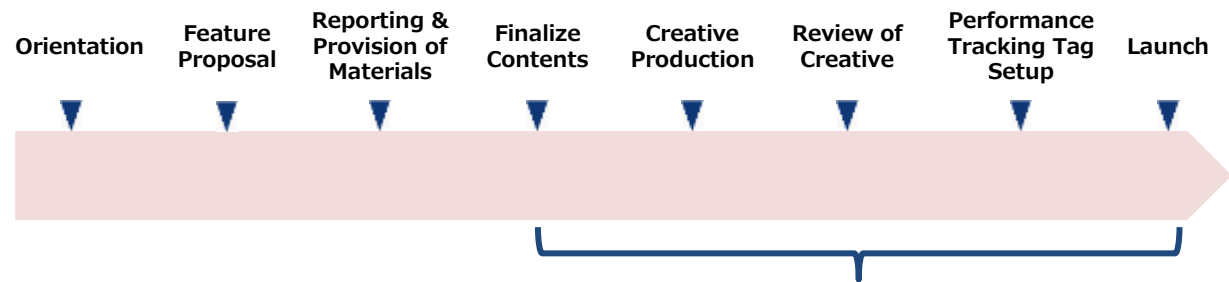 Orientation
Feature
Proposal
Reporting &
Provision of
Materials
Finalize
Contents
Creative
Production
Review of
Creative
Performance
Tracking Tag
Setup
Launch